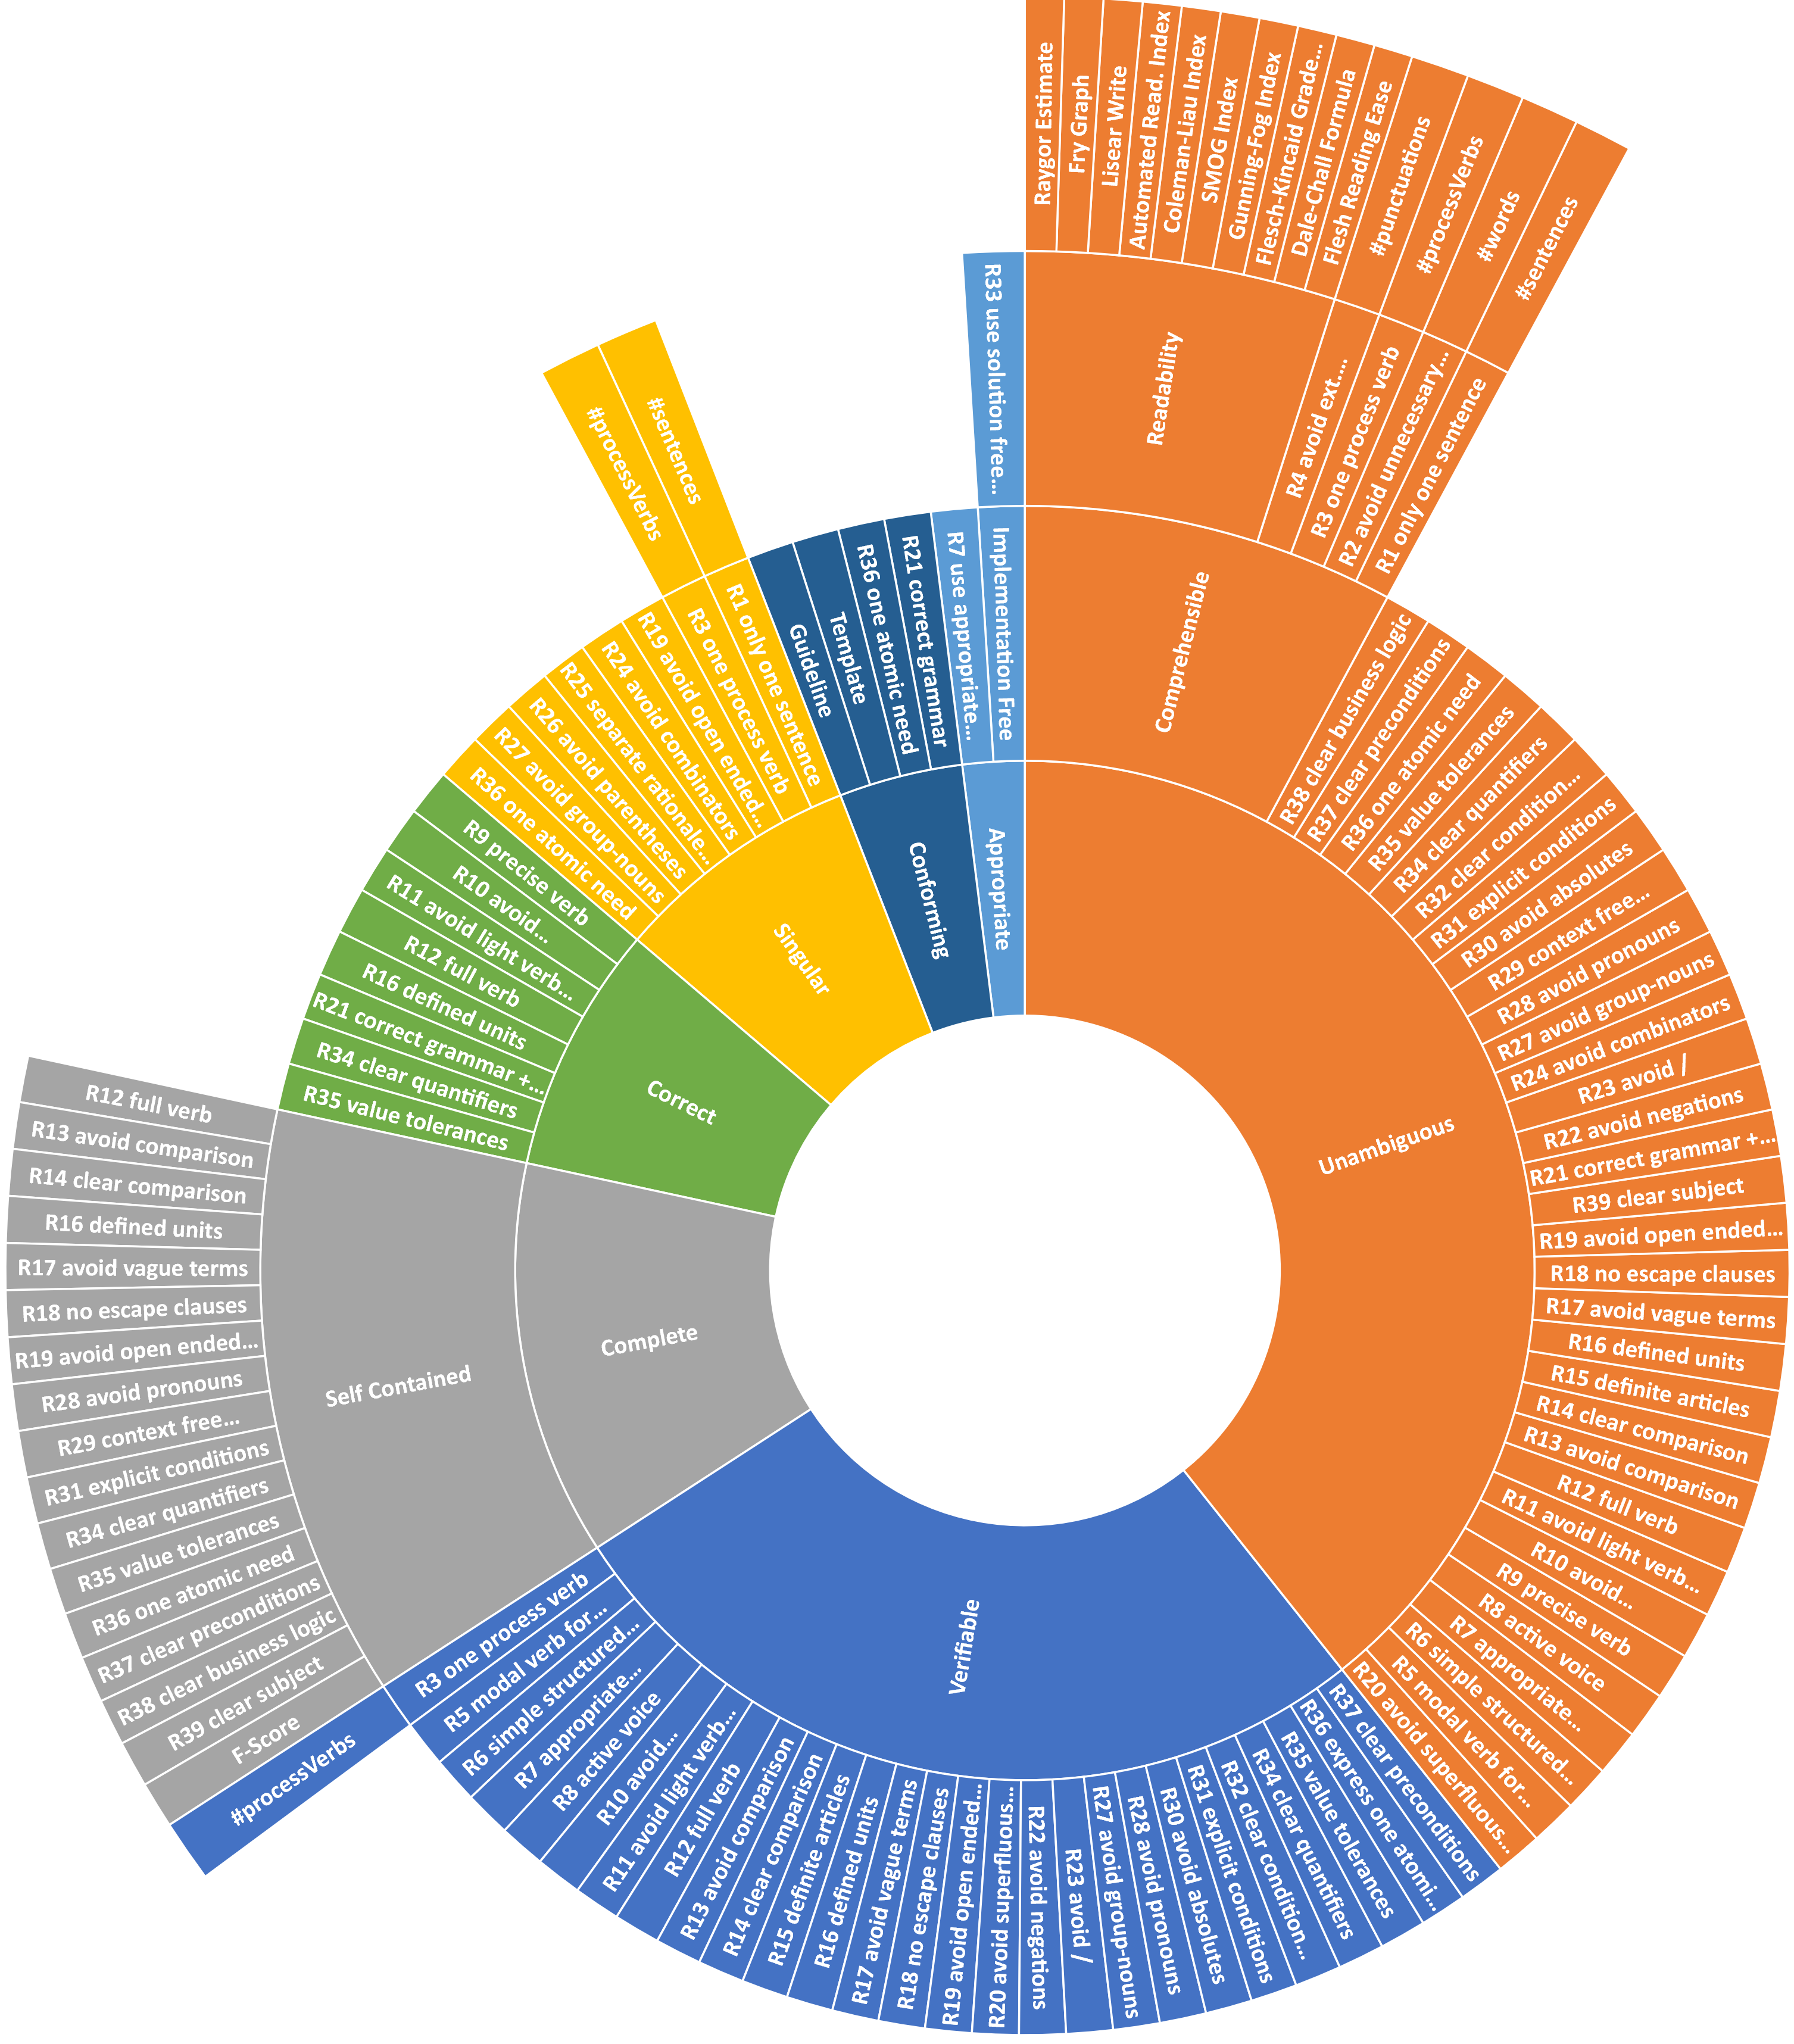 Unambiguous
Comprehensible
Readability
Raygor Estimate
Fry Graph
Lisear Write
Automated Read. Index
Coleman-Liau Index
SMOG Index
Gunning-Fog Index
Flesch-Kincaid Grade...
Dale-Chall Formula
Flesh Reading Ease
R4 avoid ext....
#punctuations
R3 one process verb
#processVerbs
R2 avoid unnecessary...
#words
R1 only one sentence
#sentences
R38 clear business logic
R37 clear preconditions
R36 one atomic need
R35 value tolerances
R34 clear quantifiers
R32 clear condition...
R31 explicit conditions
R30 avoid absolutes
R29 context free...
R28 avoid pronouns
R27 avoid group-nouns
R24 avoid combinators
R23 avoid /
R22 avoid negations
R21 correct grammar +...
R39 clear subject
R19 avoid open ended...
R18 no escape clauses
R17 avoid vague terms
R16 defined units
R15 definite articles
R14 clear comparison
R13 avoid comparison
R12 full verb
R11 avoid light verb...
R10 avoid...
R9 precise verb
R8 active voice
R7 appropriate...
R6 simple structured...
R5 modal verb for...
R20 avoid superfluous...
Verifiable
R37 clear preconditions
R36 express one atomi...
R35 value tolerances
R34 clear quantifiers
R32 clear condition...
R31 explicit conditions
R30 avoid absolutes
R28 avoid pronouns
R27 avoid group-nouns
R23 avoid /
R22 avoid negations
R20 avoid superfluous...
R19 avoid open ended...
R18 no escape clauses
R17 avoid vague terms
R16 defined units
R15 definite articles
R14 clear comparison
R13 avoid comparison
R12 full verb
R11 avoid light verb...
R10 avoid...
R8 active voice
R7 appropriate...
R6 simple structured...
R5 modal verb for...
R3 one process verb
#processVerbs
Complete
Self Contained
F-Score
R39 clear subject
R38 clear business logic
R37 clear preconditions
R36 one atomic need
R35 value tolerances
R34 clear quantifiers
R31 explicit conditions
R29 context free...
R28 avoid pronouns
R19 avoid open ended...
R18 no escape clauses
R17 avoid vague terms
R16 defined units
R14 clear comparison
R13 avoid comparison
R12 full verb
Correct
R35 value tolerances
R34 clear quantifiers
R21 correct grammar +...
R16 defined units
R12 full verb
R11 avoid light verb...
R10 avoid...
R9 precise verb
Singular
R36 one atomic need
R27 avoid group-nouns
R26 avoid parentheses
R25 separate rationale...
R24 avoid combinators
R19 avoid open ended...
R3 one process verb
#processVerbs
R1 only one sentence
#sentences
Conforming
Guideline
Template
R36 one atomic need
R21 correct grammar
Appropriate
R7 use appropriate...
Implementation Free
R33 use solution free...